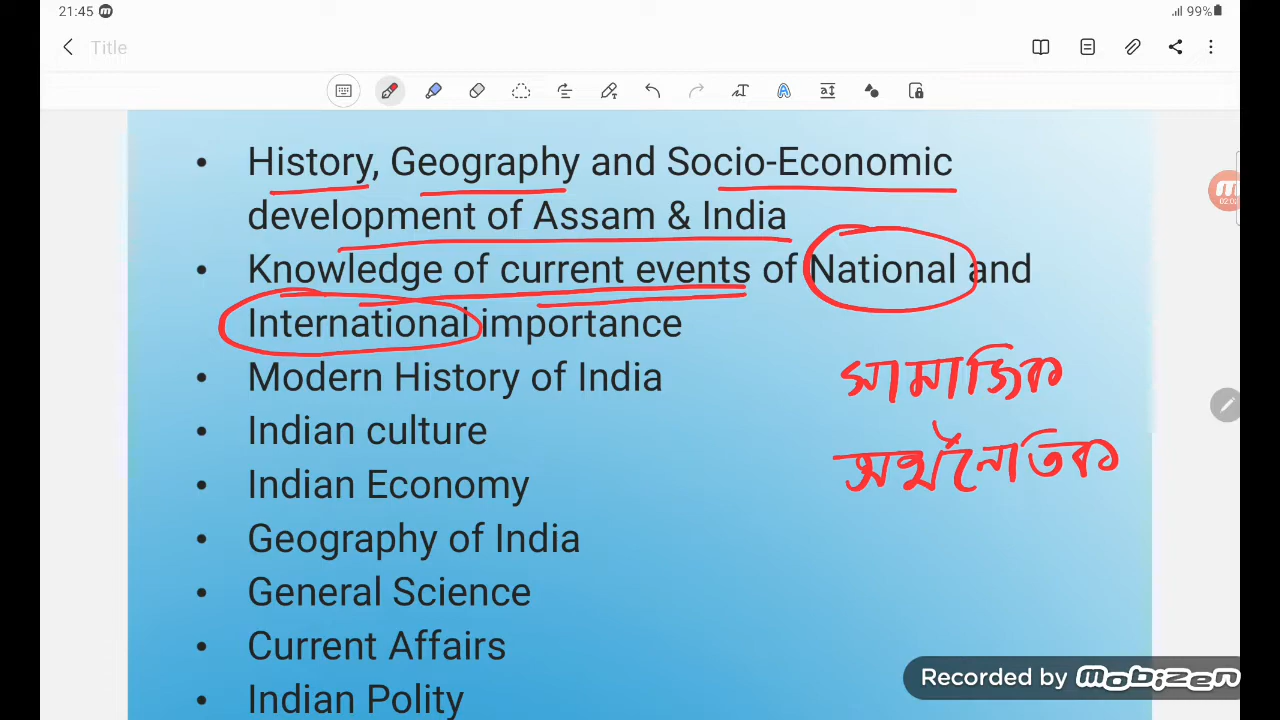 21:45 99%
Title
• History, Geography and Socio-Economic
development of Assam & India
• Knowledge of current events of National and
International importance
• Modern History of India
সামাজিক
• Indian culture
অৰ্থনৈতিক
• Indian Economy
• Geography of India
• General Science
• Current Affairs
• Indian Polity
Recorded by mobizen